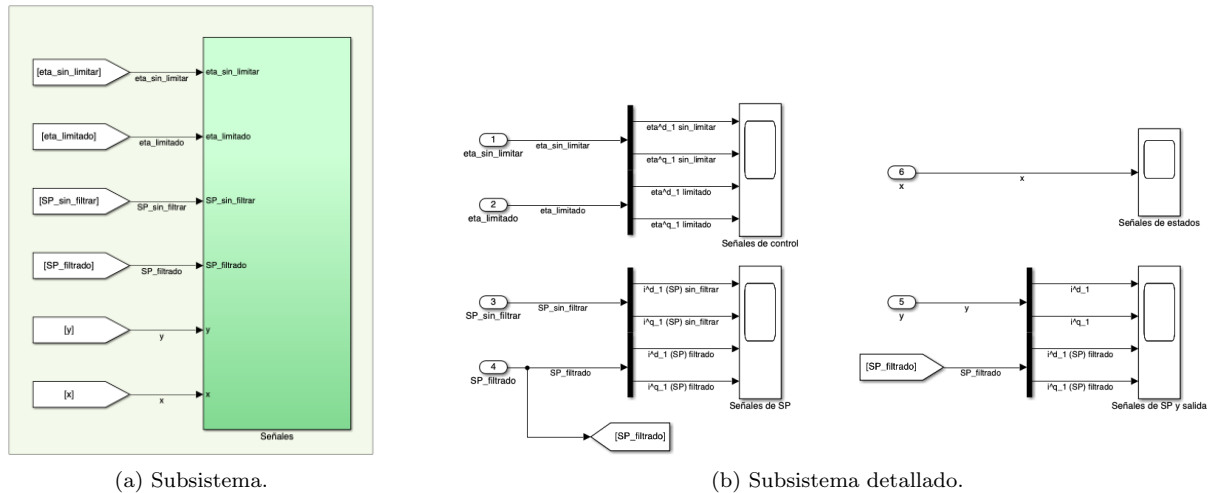 [eta_sin_limitar]
eta_sin_limitar
eta_sin_limitar
[eta_limitado]
eta_limitado
eta_limitado
[SP_sin_filtrar]
SP_sin_filtrar
SP_sin_filtrar
[SP_filtrado]
SP_filtrado
SP_filtrado
[y]
y
y
[x]
x
x
Señales
(a) Subsistema.
1
eta_sin_limitar
eta_sin_limitar
2
eta_limitado
eta_limitado
eta^d_1 sin_limitar
eta^q_1 sin_limitar
eta^d_1 limitado
eta^q_1 limitado
Señales de control
6
x
x
Señales de estados
3
SP_sin_filtrar
SP_sin_filtrar
4
SP_filtrado
SP_filtrado
i^d_1 (SP) sin_filtrar
i^q_1 (SP) sin_filtrar
i^d_1 (SP) filtrado
i^q_1 (SP) filtrado
Señales de SP
[SP_filtrado]
5
y
y
[SP_filtrado]
SP_filtrado
i^d_1
i^q_1
i^d_1 (SP) filtrado
i^q_1 (SP) filtrado
Señales de SP y salida
(b) Subsistema detallado.